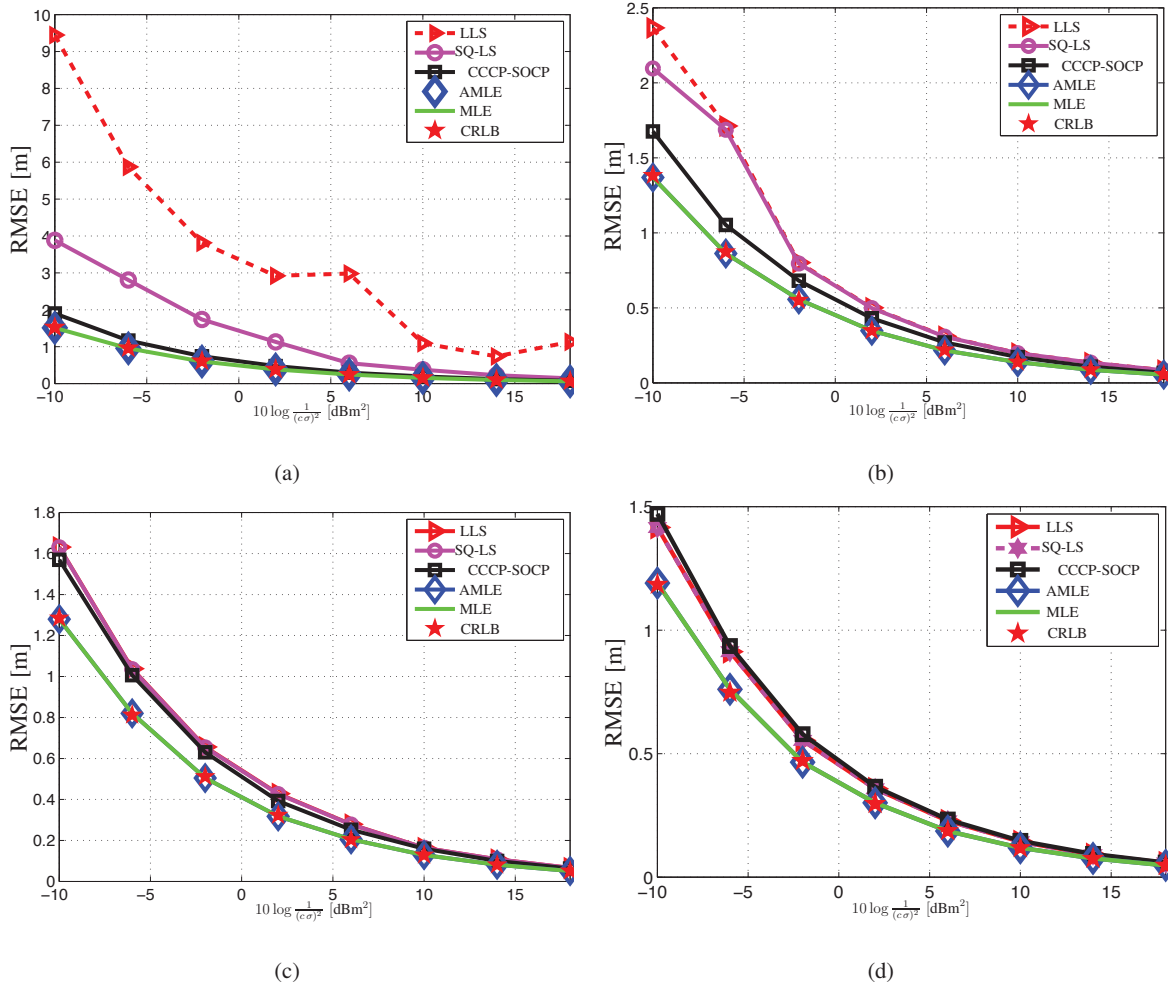 10
9
8
7
6
5
4
3
2
1
0
−10
−5
0
5
10
15
RMSE [m]
10 log 1/(c σ)² [dBm²]
LLS
SQ-LS
CCCP-SOCP
AMLE
MLE
CRLB
(a)
2.5
2
1.5
1
0.5
0
−10
−5
0
5
10
15
RMSE [m]
10 log 1/(c σ)² [dBm²]
LLS
SQ-LS
CCCP-SOCP
AMLE
MLE
CRLB
(b)
1.8
1.6
1.4
1.2
1
0.8
0.6
0.4
0.2
0
−10
−5
0
5
10
15
RMSE [m]
10 log 1/(c σ)² [dBm²]
LLS
SQ-LS
CCCP-SOCP
AMLE
MLE
CRLB
(c)
1.5
1
0.5
0
−10
−5
0
5
10
15
RMSE [m]
10 log 1/(c σ)² [dBm²]
LLS
SQ-LS
CCCP-SOCP
AMLE
MLE
CRLB
(d)